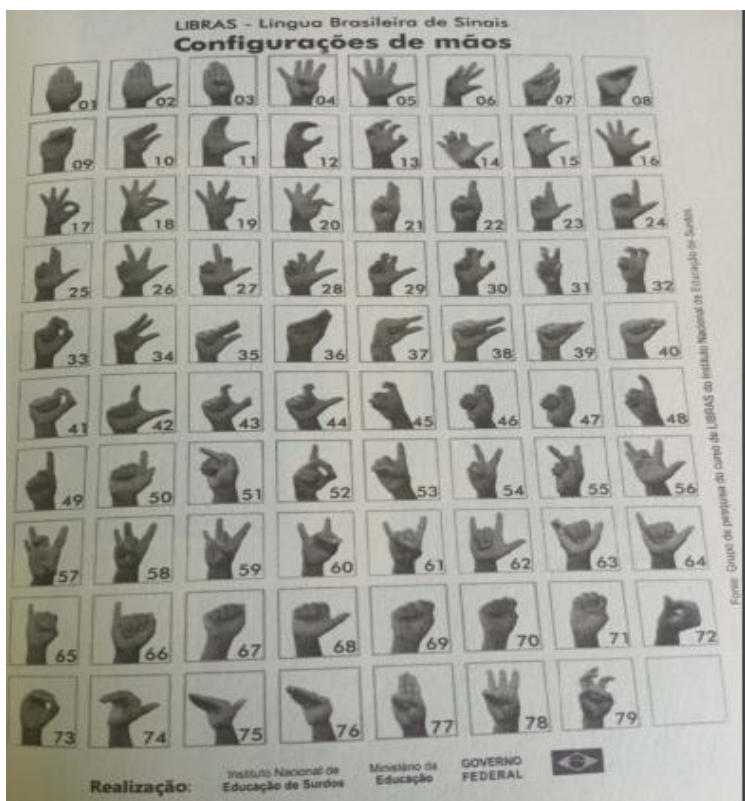 LIBRAS - Língua Brasileira de Sinais
Configurações de mãos
01 02 03 04 05 06 07 08
09 10 11 12 13 14 15 16
17 18 19 20 21 22 23 24
25 26 27 28 29 30 31 32
33 34 35 36 37 38 39 40
41 42 43 44 45 46 47 48
49 50 51 52 53 54 55 56
57 58 59 60 61 62 63 64
65 66 67 68 69 70 71 72
73 74 75 76 77 78 79
Fonte: Grupo de pesquisa do curso de LIBRAS do Instituto Nacional de Educação de Surdos
Realização:
Instituto Nacional de
Educação de Surdos
Ministério da
Educação
GOVERNO
FEDERAL